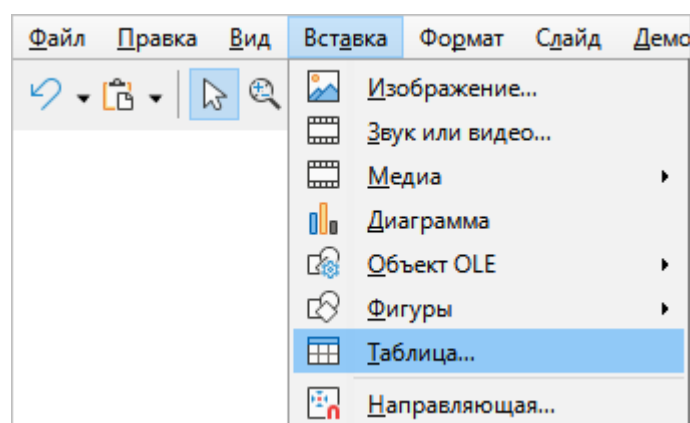 Файл Правка Вид Вставка Формат Слайд Демо
Изображение...
Звук или видео...
Медиа
Диаграмма
Объект OLE
Фигуры
Таблица...
Направляющая...